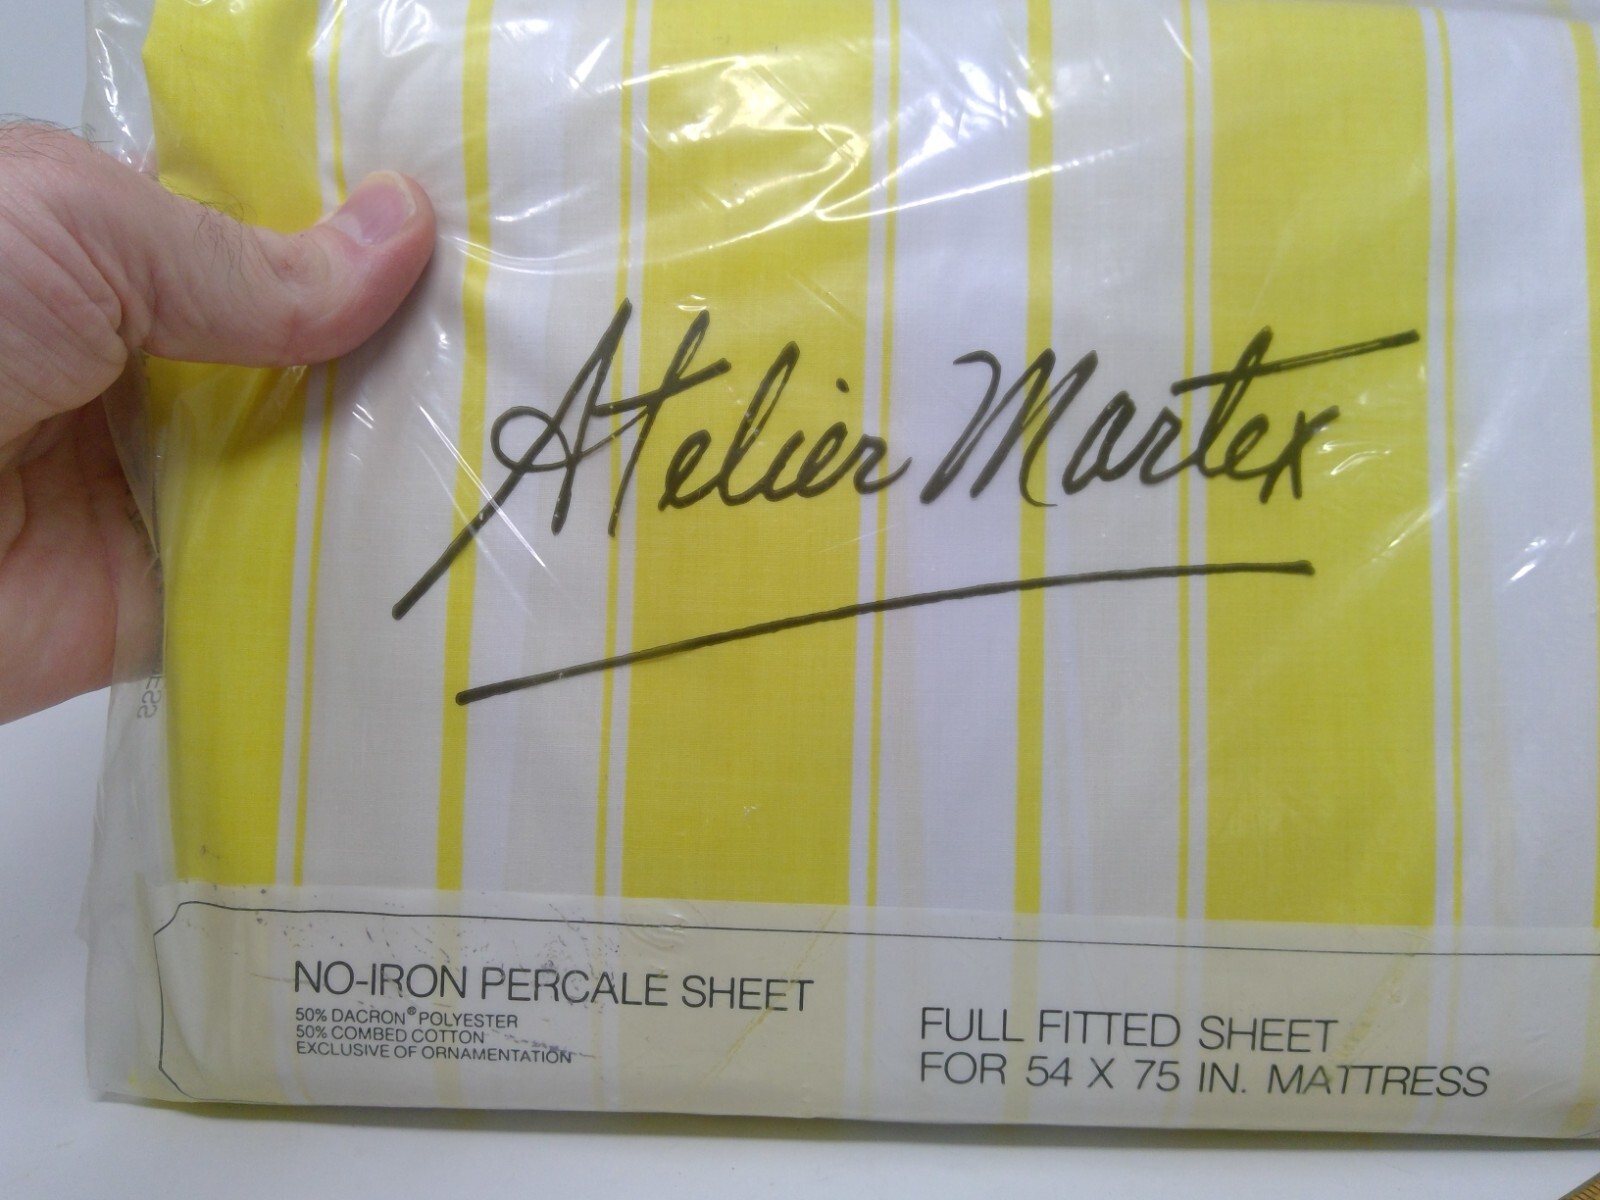 Atelier Martex
NO-IRON PERCALE SHEET
50% DACRON® POLYESTER
50% COMBED COTTON
EXCLUSIVE OF ORNAMENTATION
FULL FITTED SHEET
FOR 54 X 75 IN. MATTRESS